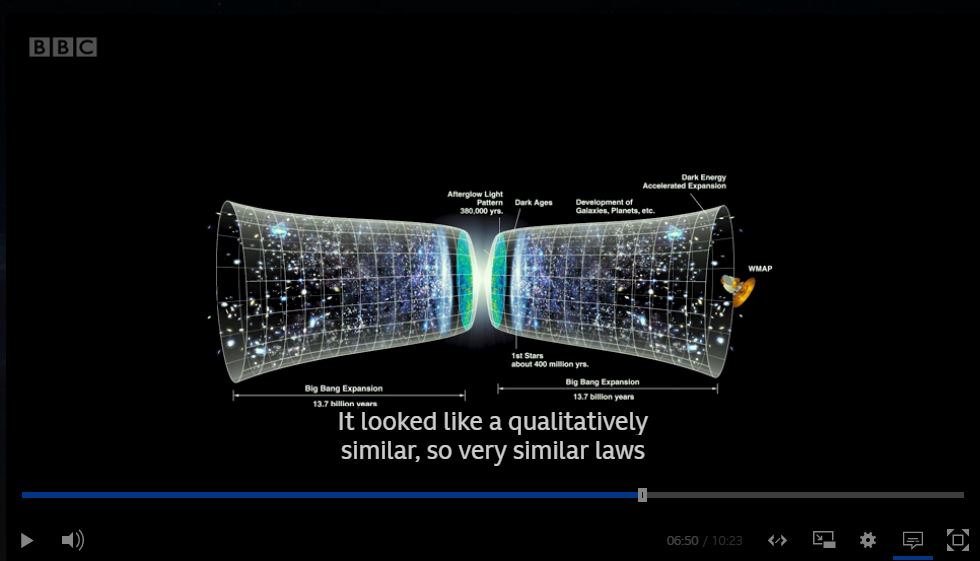 BBC
Dark Energy
Accelerated Expansion
Afterglow Light
Pattern
380,000 yrs.
Dark Ages
Development of
Galaxies, Planets, etc.
WMAP
1st Stars
about 400 million yrs.
Big Bang Expansion
13.7 billion years
Big Bang Expansion
13.7 billion years
It looked like a qualitatively
similar, so very similar laws
06:50 / 10:23